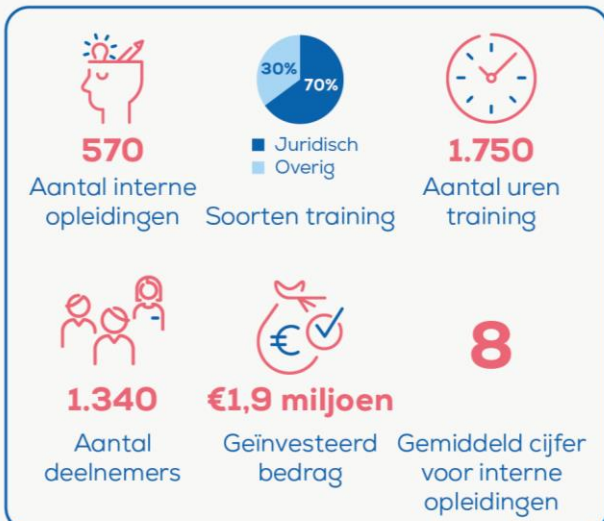 30%
70%
Juridisch
Overig
570
Aantal interne
opleidingen
Soorten training
1.750
Aantal uren
training
1.340
Aantal
deelnemers
€
€1,9 miljoen
Geïnvesteerd
bedrag
8
Gemiddeld cijfer
voor interne
opleidingen